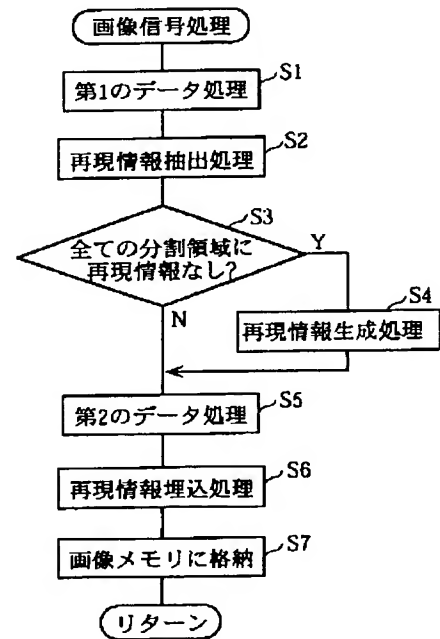 画像信号処理
S1
第1のデータ処理
S2
再現情報抽出処理
S3
全ての分割領域に
再現情報なし?
Y
N
S4
再現情報生成処理
S5
第2のデータ処理
S6
再現情報埋込処理
S7
画像メモリに格納
リターン